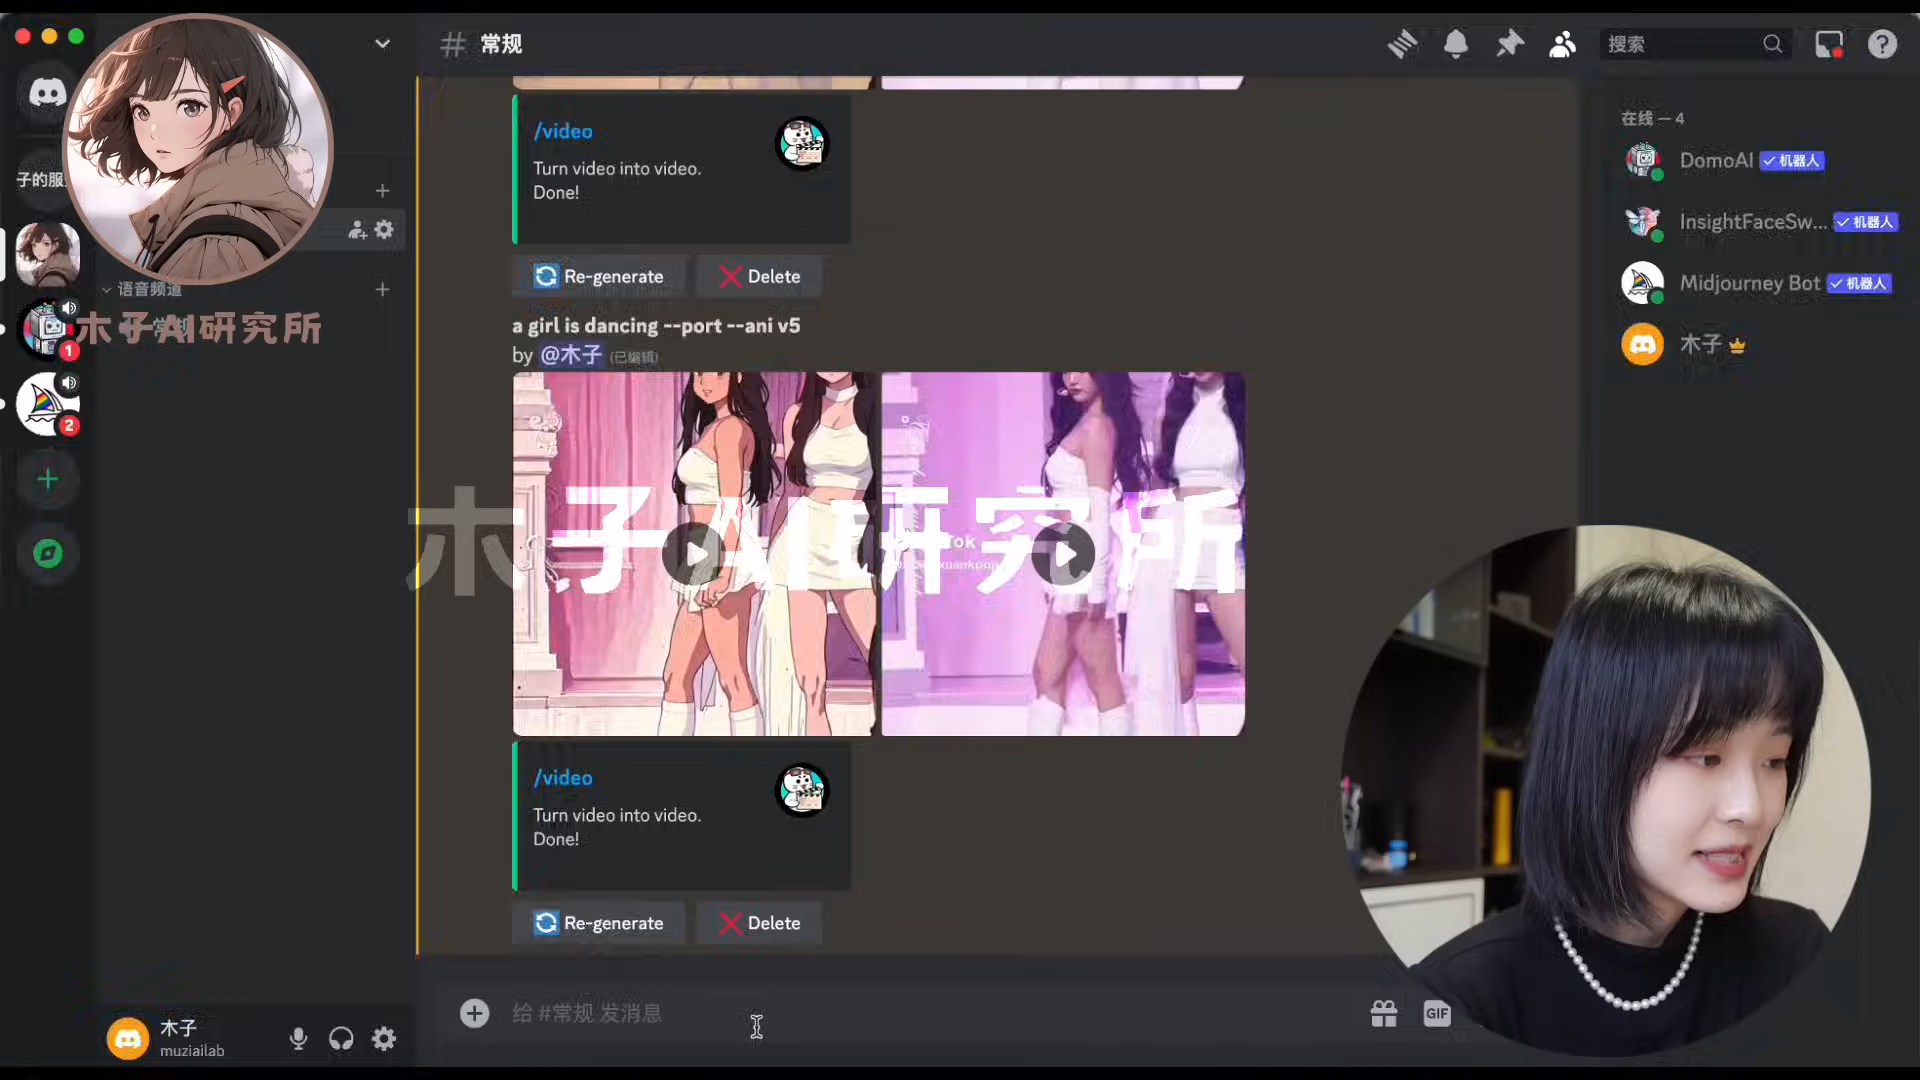 常规
搜索
子的服
语音频道
木子AI研究所
1
2
/video
Turn video into video.
Done!
Re-generate
Delete
a girl is dancing --port --ani v5
by @木子 (已编辑)
木子AI研究所
/video
Turn video into video.
Done!
Re-generate
Delete
给 #常规 发消息
GIF
木子
muziailab
在线 — 4
DomoAI 机器人
InsightFaceSw... 机器人
Midjourney Bot 机器人
木子